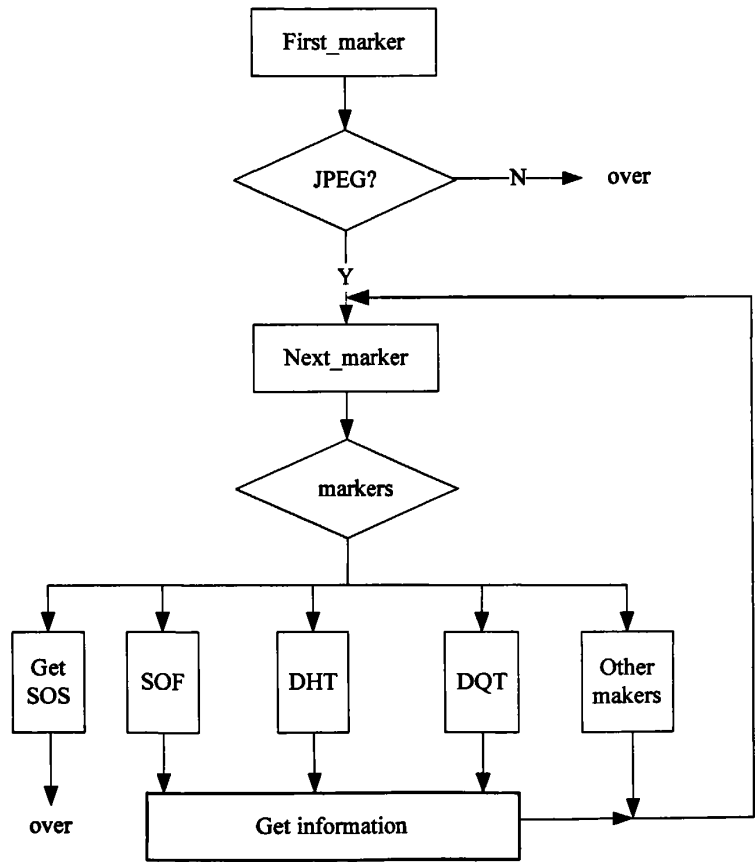 First_marker
JPEG?
N
over
Y
Next_marker
markers
Get
SOS
SOF
DHT
DQT
Other
makers
over
Get information